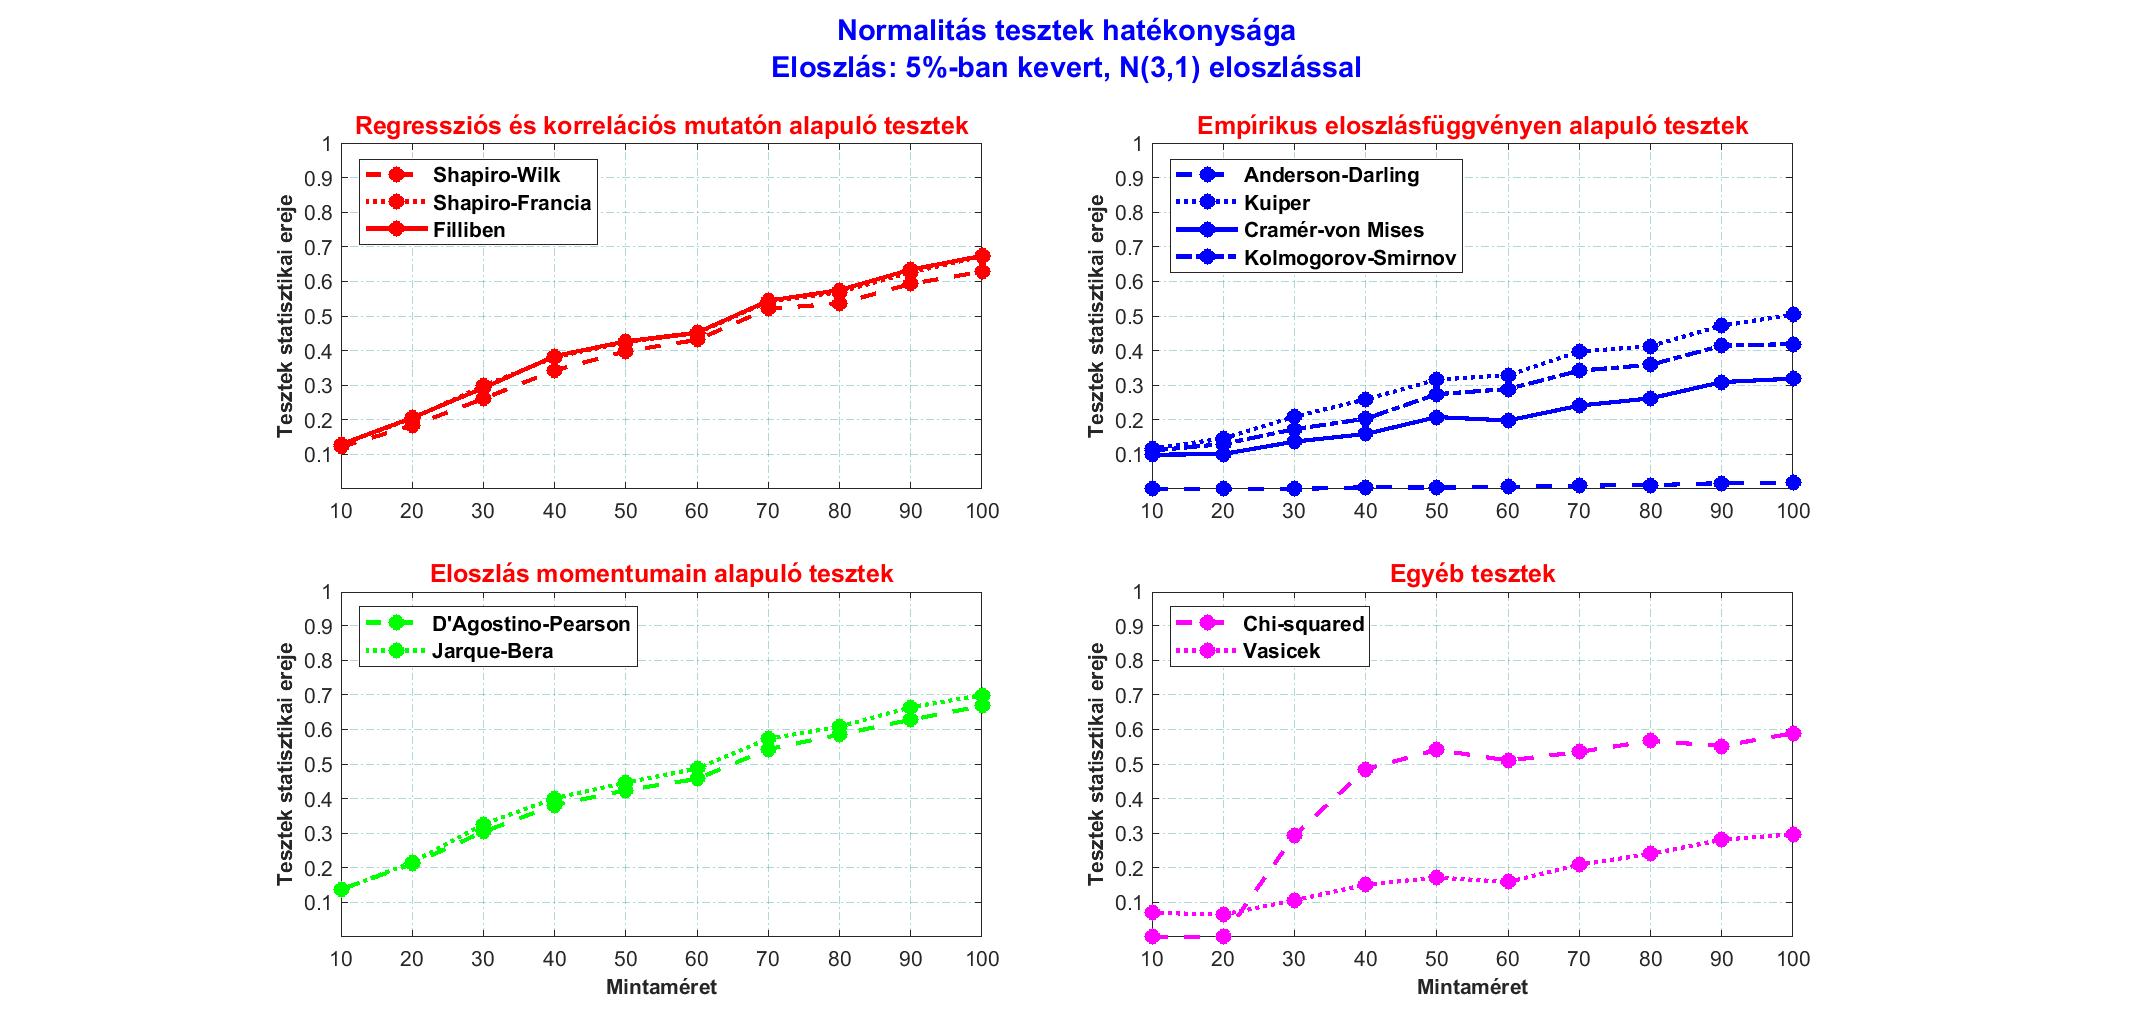 Normalitás tesztek hatékonysága
Eloszlás: 5%-ban kevert, N(3,1) eloszlással
Regressziós és korrelációs mutatón alapuló tesztek
Tesztek statisztikai ereje
1
0.9
0.8
0.7
0.6
0.5
0.4
0.3
0.2
0.1
Shapiro-Wilk
Shapiro-Francia
Filliben
10 20 30 40 50 60 70 80 90 100
Empírikus eloszlásfüggvényen alapuló tesztek
Tesztek statisztikai ereje
1
0.9
0.8
0.7
0.6
0.5
0.4
0.3
0.2
0.1
Anderson-Darling
Kuiper
Cramér-von Mises
Kolmogorov-Smirnov
10 20 30 40 50 60 70 80 90 100
Eloszlás momentumain alapuló tesztek
Tesztek statisztikai ereje
1
0.9
0.8
0.7
0.6
0.5
0.4
0.3
0.2
0.1
D'Agostino-Pearson
Jarque-Bera
10 20 30 40 50 60 70 80 90 100
Mintaméret
Egyéb tesztek
Tesztek statisztikai ereje
1
0.9
0.8
0.7
0.6
0.5
0.4
0.3
0.2
0.1
Chi-squared
Vasicek
10 20 30 40 50 60 70 80 90 100
Mintaméret